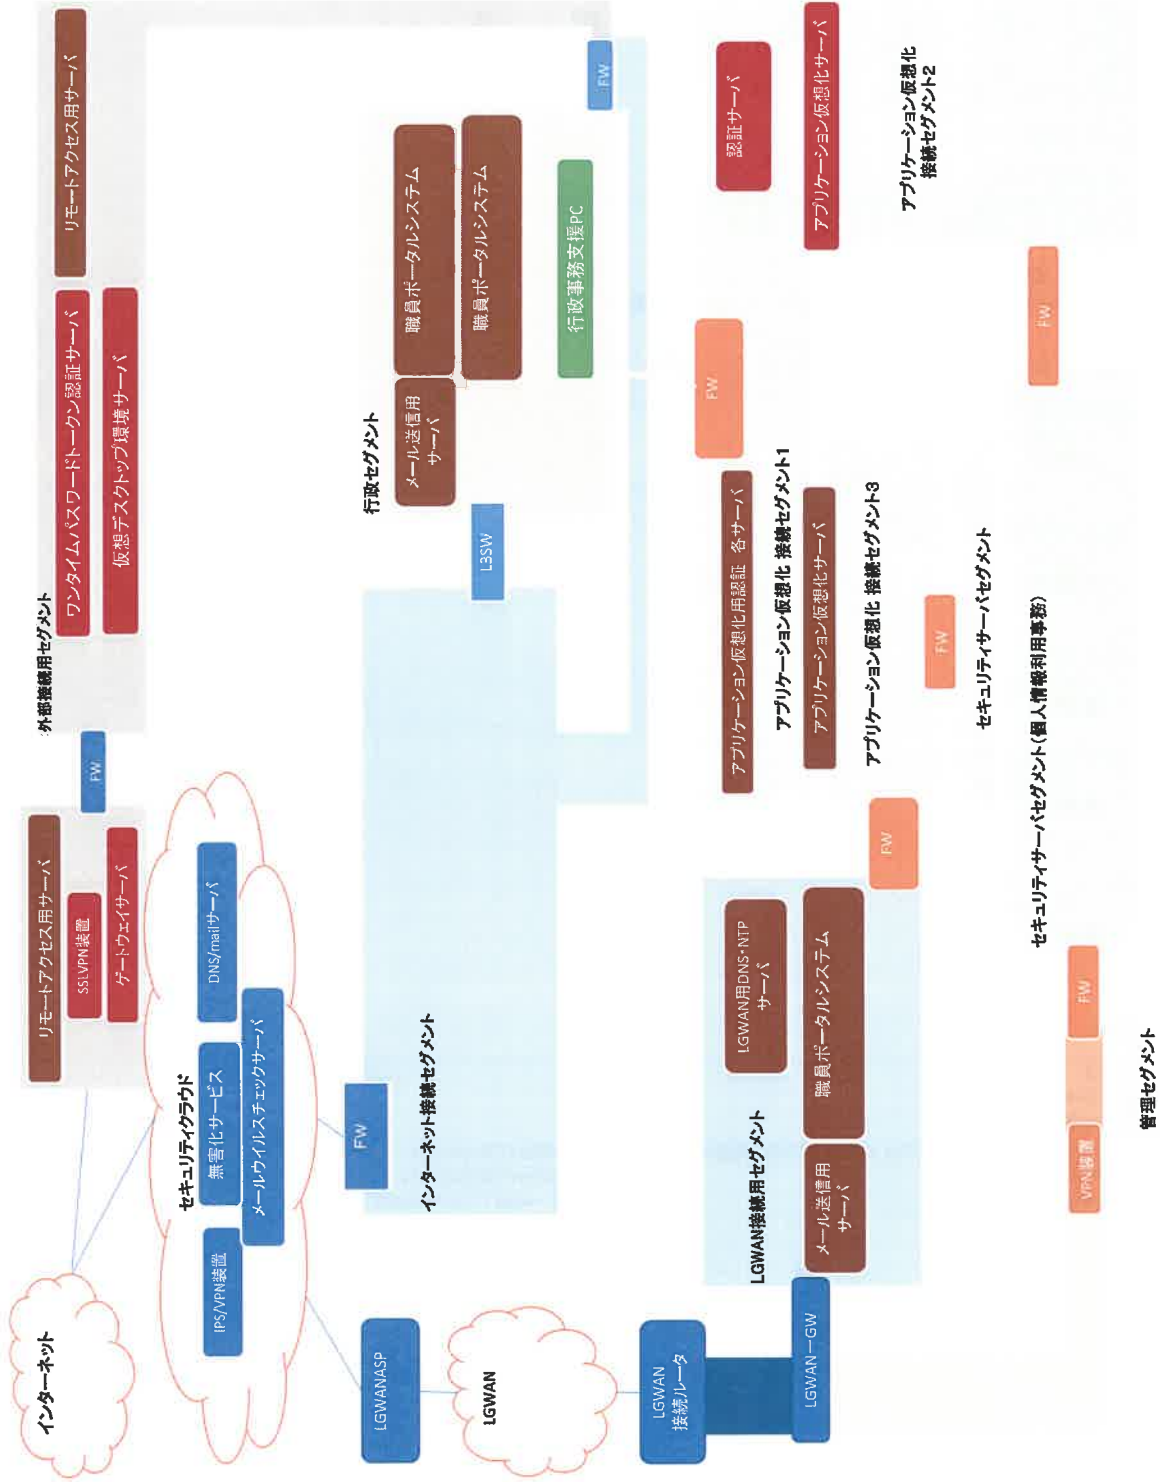 インターネット
リモートアクセス用サーバ
SSLVPN装置
ゲートウェイサーバ
FW
外部接続用セグメント
ワンタイムパスワードトークン認証サーバ
仮想デスクトップ環境サーバ
リモートアクセス用サーバ
セキュリティクラウド
IPS/VPN装置
無害化サービス
メールウイルスチェックサーバ
DNS/mailサーバ
LGWANASP
FW
インターネット接続セグメント
L3SW
行政セグメント
メール送信用
サーバ
職員ポータルシステム
職員ポータルシステム
行政事務支援PC
FW
LGWAN
LGWAN
接続ルータ
LGWANーGW
LGWAN接続用セグメント
LGWAN用DNS・NTP
サーバ
メール送信用
サーバ
職員ポータルシステム
FW
アプリケーション仮想化用認証 各サーバ
アプリケーション仮想化 接続セグメント1
アプリケーション仮想化サーバ
アプリケーション仮想化 接続セグメント3
FW
認証サーバ
アプリケーション仮想化サーバ
アプリケーション仮想化
接続セグメント2
FW
セキュリティサーバセグメント
FW
セキュリティサーバセグメント(個人情報利用事務)
VPN装置
FW
管理セグメント